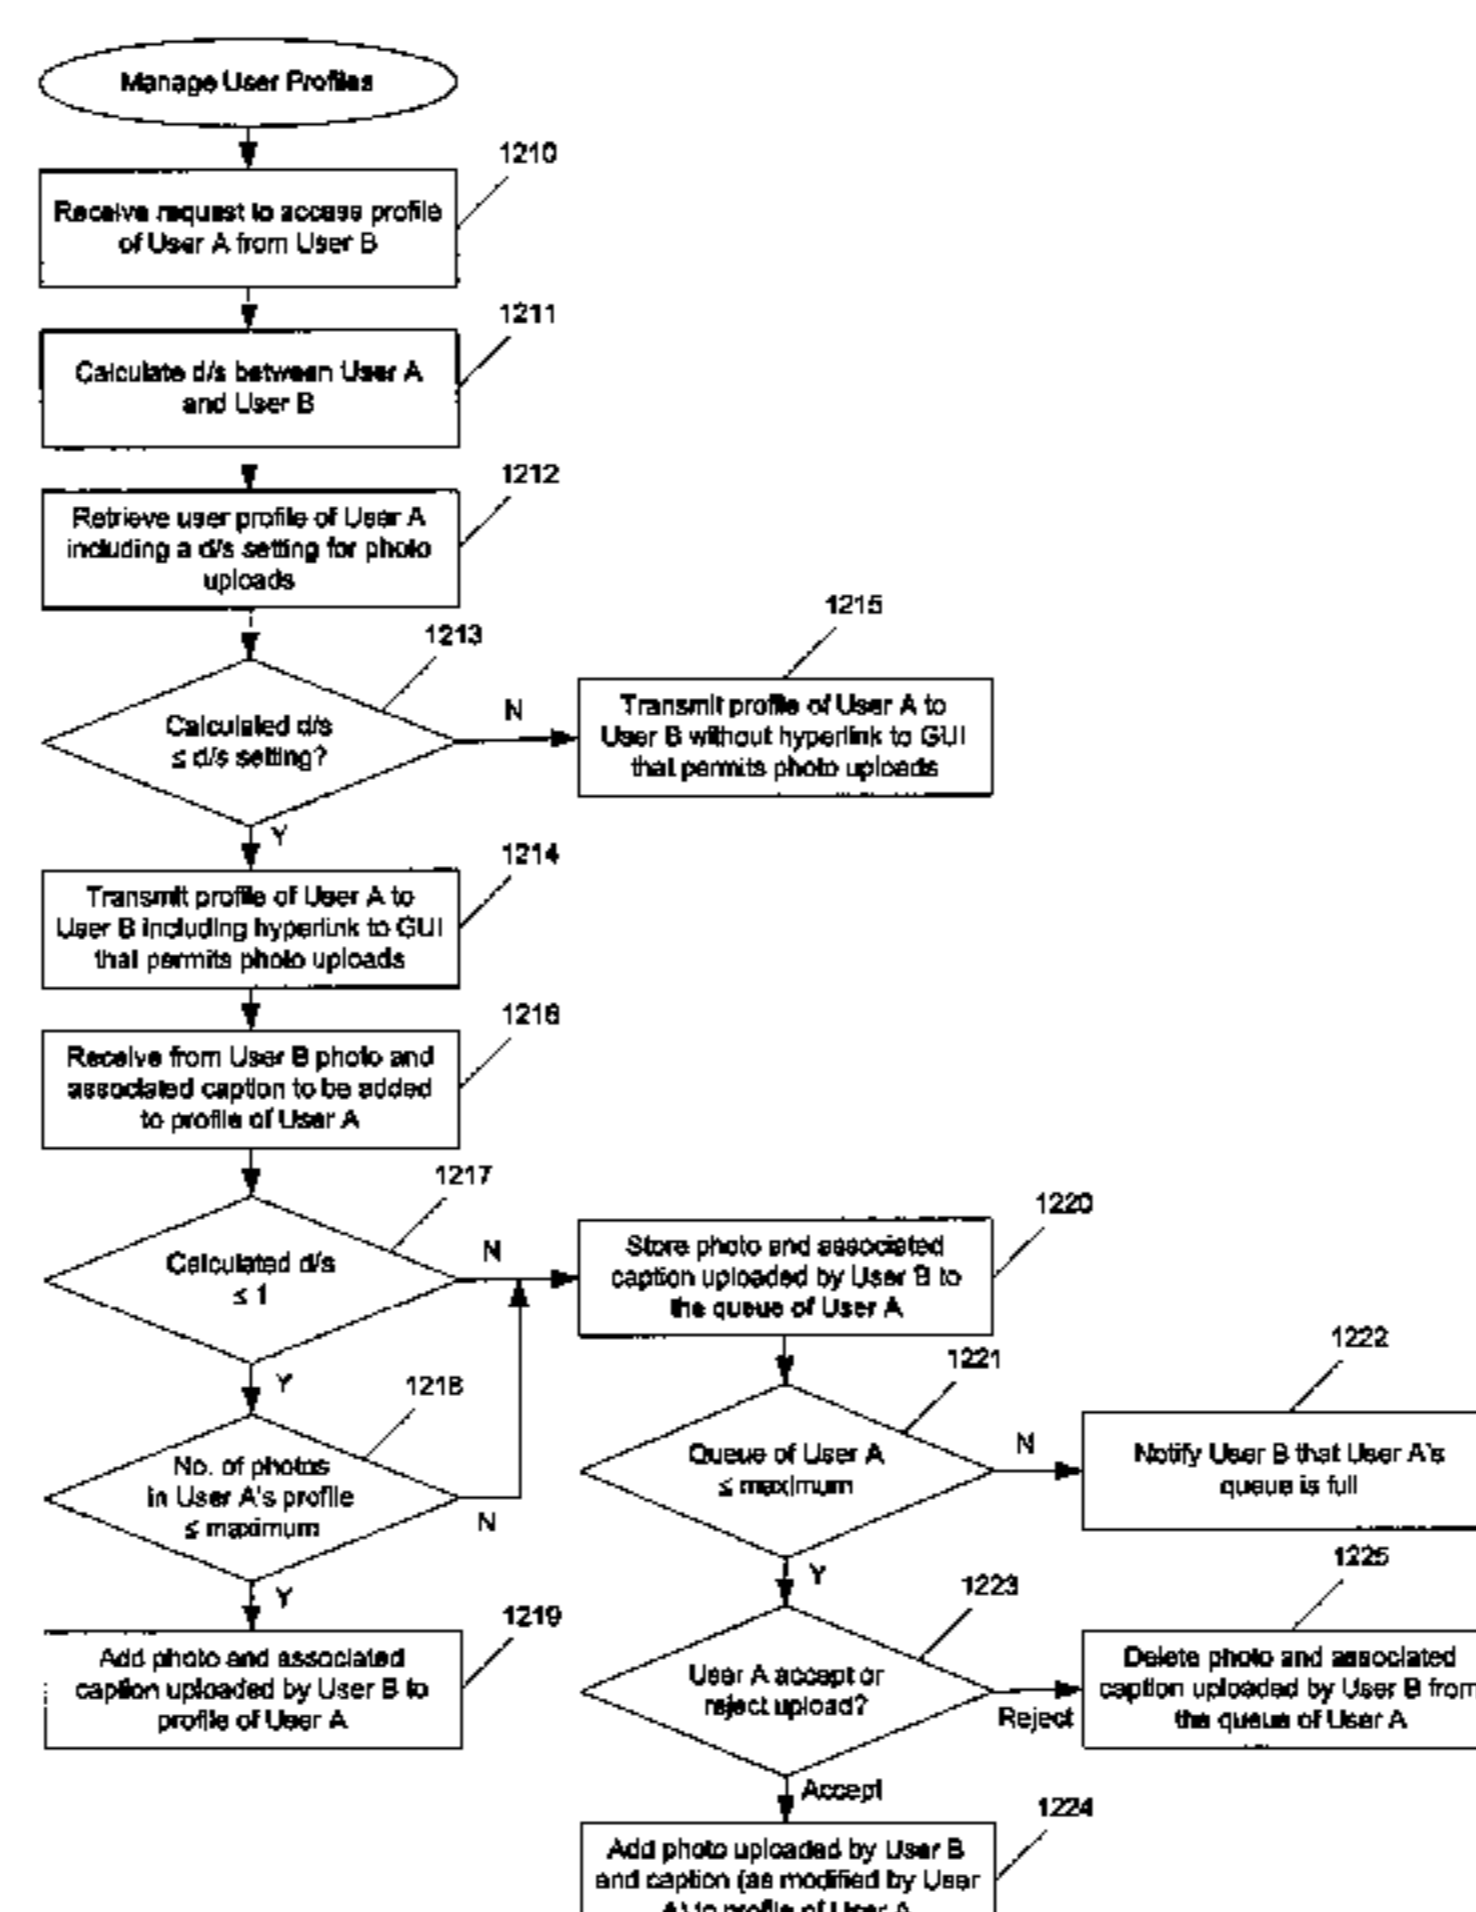 Manage User Profiles
1210
Receive request to access profile
of User A from User B
1211
Calculate d/s between User A
and User B
1212
Retrieve user profile of User A
including a d/s setting for photo
uploads
1213
Calculated d/s
≤ d/s setting?
N
1215
Transmit profile of User A to
User B without hyperlink to GUI
that permits photo uploads
Y
1214
Transmit profile of User A to
User B including hyperlink to GUI
that permits photo uploads
1216
Receive from User B photo and
associated caption to be added
to profile of User A
1217
Calculated d/s
≤ 1
N
1220
Store photo and associated
caption uploaded by User B to
the queue of User A
Y
1218
No. of photos
in User A's profile
≤ maximum
N
1221
Queue of User A
≤ maximum
N
1222
Notify User B that User A's
queue is full
Y
1219
Add photo and associated
caption uploaded by User B to
profile of User A
Y
1223
User A accept or
reject upload?
Reject
1225
Delete photo and associated
caption uploaded by User B from
the queue of User A
Accept
1224
Add photo uploaded by User B
and caption (as modified by User
A) to profile of User A